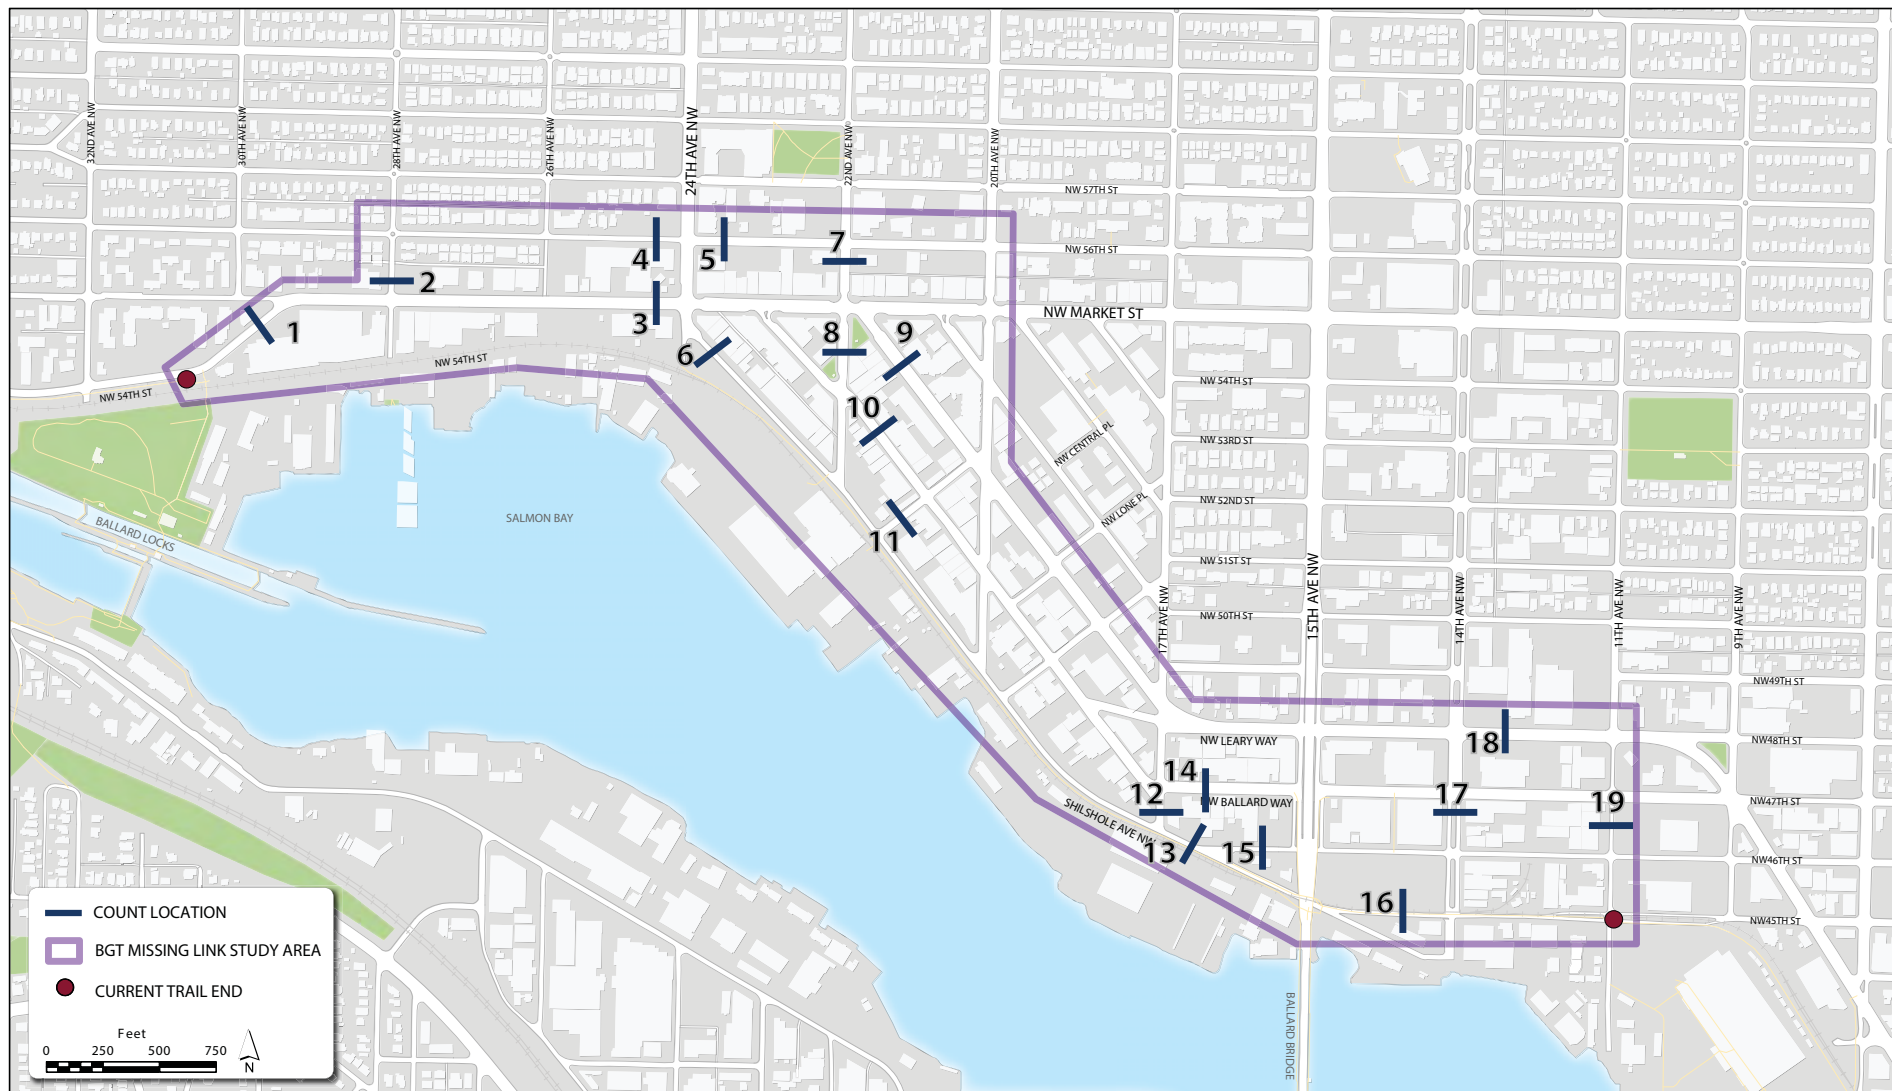 32ND AVE NW
30TH AVE NW
28TH AVE NW
26TH AVE NW
24TH AVE NW
22ND AVE NW
20TH AVE NW
NW 57TH ST
NW 56TH ST
4
5
7
2
1
3
NW MARKET ST
6
8
9
NW 54TH ST
NW 54TH ST
NW 54TH ST
10
NW CENTRAL PL
NW 53RD ST
NW LONE PL
NW 52ND ST
SALMON BAY
BALLARD LOCKS
11
NW 51ST ST
17TH AVE NW
15TH AVE NW
14TH AVE NW
11TH AVE NW
9TH AVE NW
NW 50TH ST
NW49TH ST
NW LEARY WAY
18
NW48TH ST
14
12
NW BALLARD WAY
17
19
NW47TH ST
SHILSHOLE AVE NW
13
15
NW46TH ST
16
NW45TH ST
BALLARD BRIDGE
COUNT LOCATION
BGT MISSING LINK STUDY AREA
CURRENT TRAIL END
Feet
0 250 500 750
N